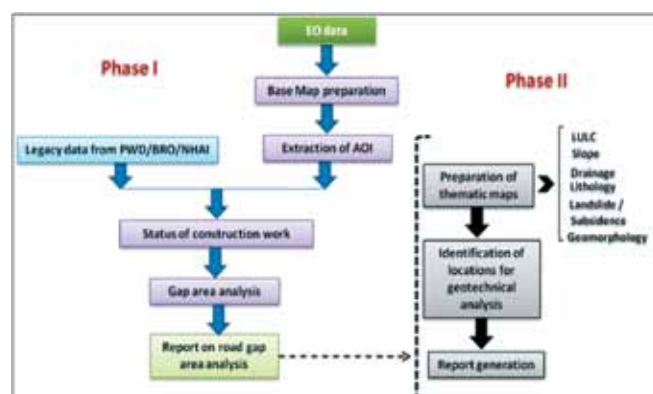 EO data
Phase I
Base Map preparation
Legacy data from PWD/BRO/NHAI
Extraction of AOI
Status of construction work
Gap area analysis
Report on road gap
area analysis
Phase II
Preparation of
thematic maps
LULC
Slope
Drainage
Lithology
Landslide /
Subsidence
Geomorphology
Identification of
locations for
geotechnical
analysis
Report generation